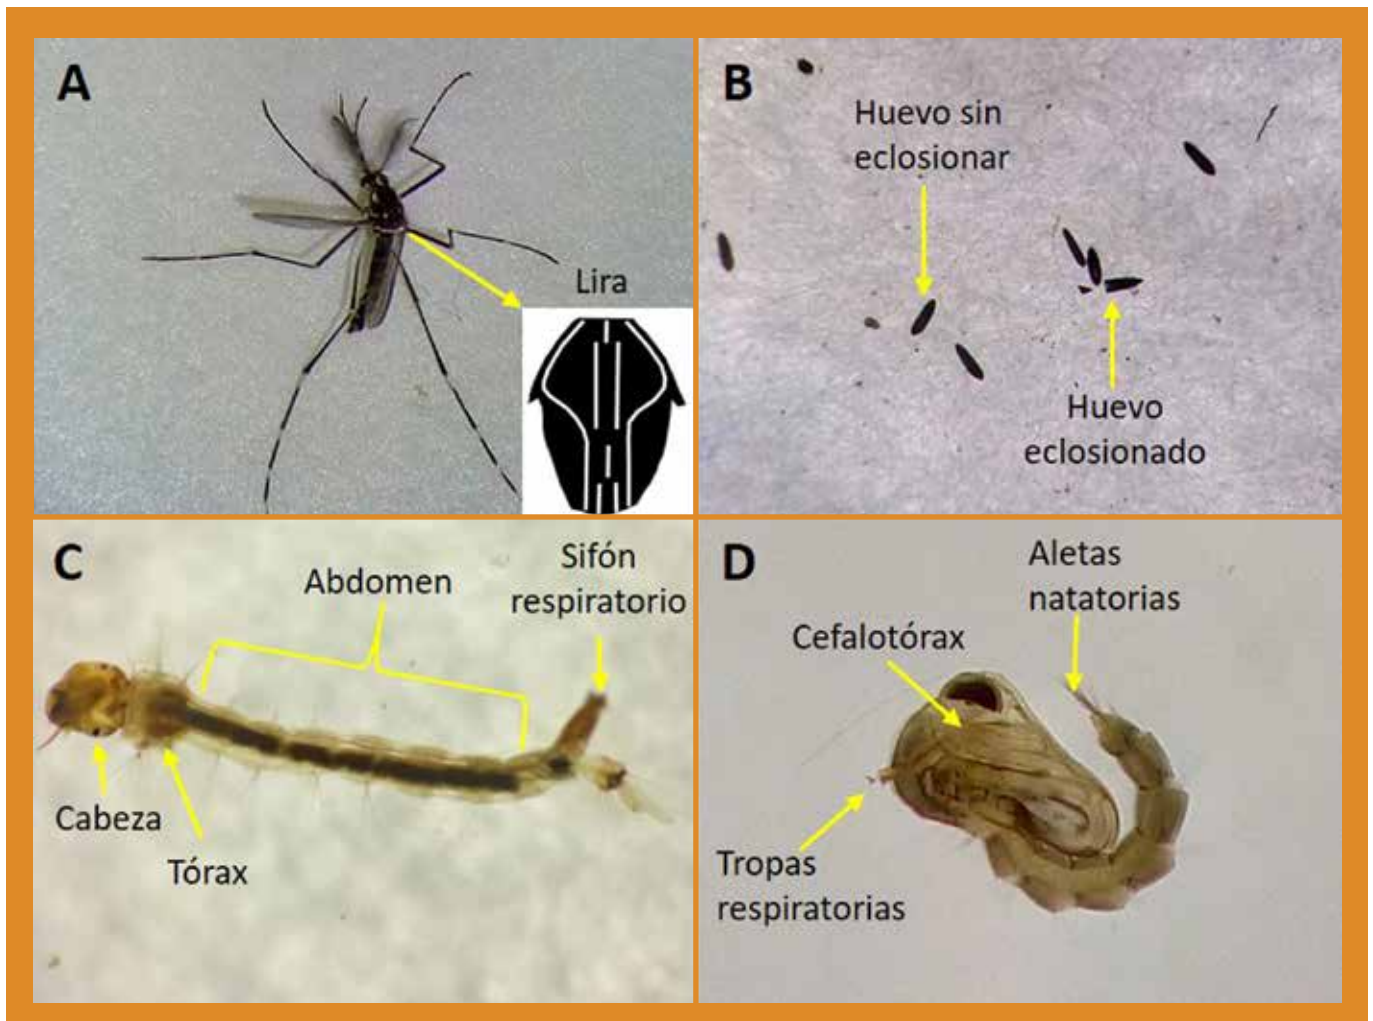 A
Lira
B
Huevo sin
eclosionar
Huevo
eclosionado
C
Abdomen
Sifón
respiratorio
Cabeza
Tórax
D
Aletas
natatorias
Cefalotórax
Tropas
respiratorias